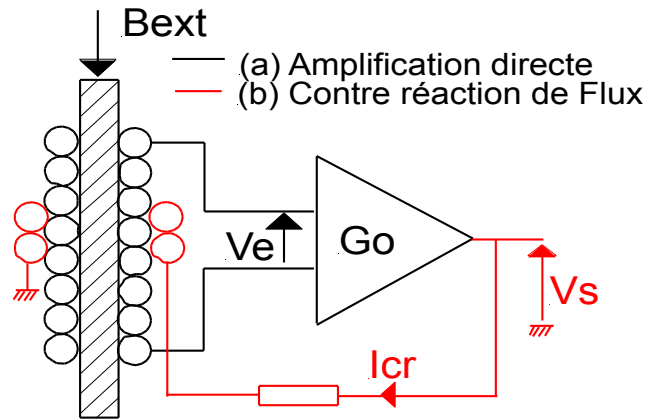 Bext
(a) Amplification directe
(b) Contre réaction de Flux
Ve
Go
Vs
Icr